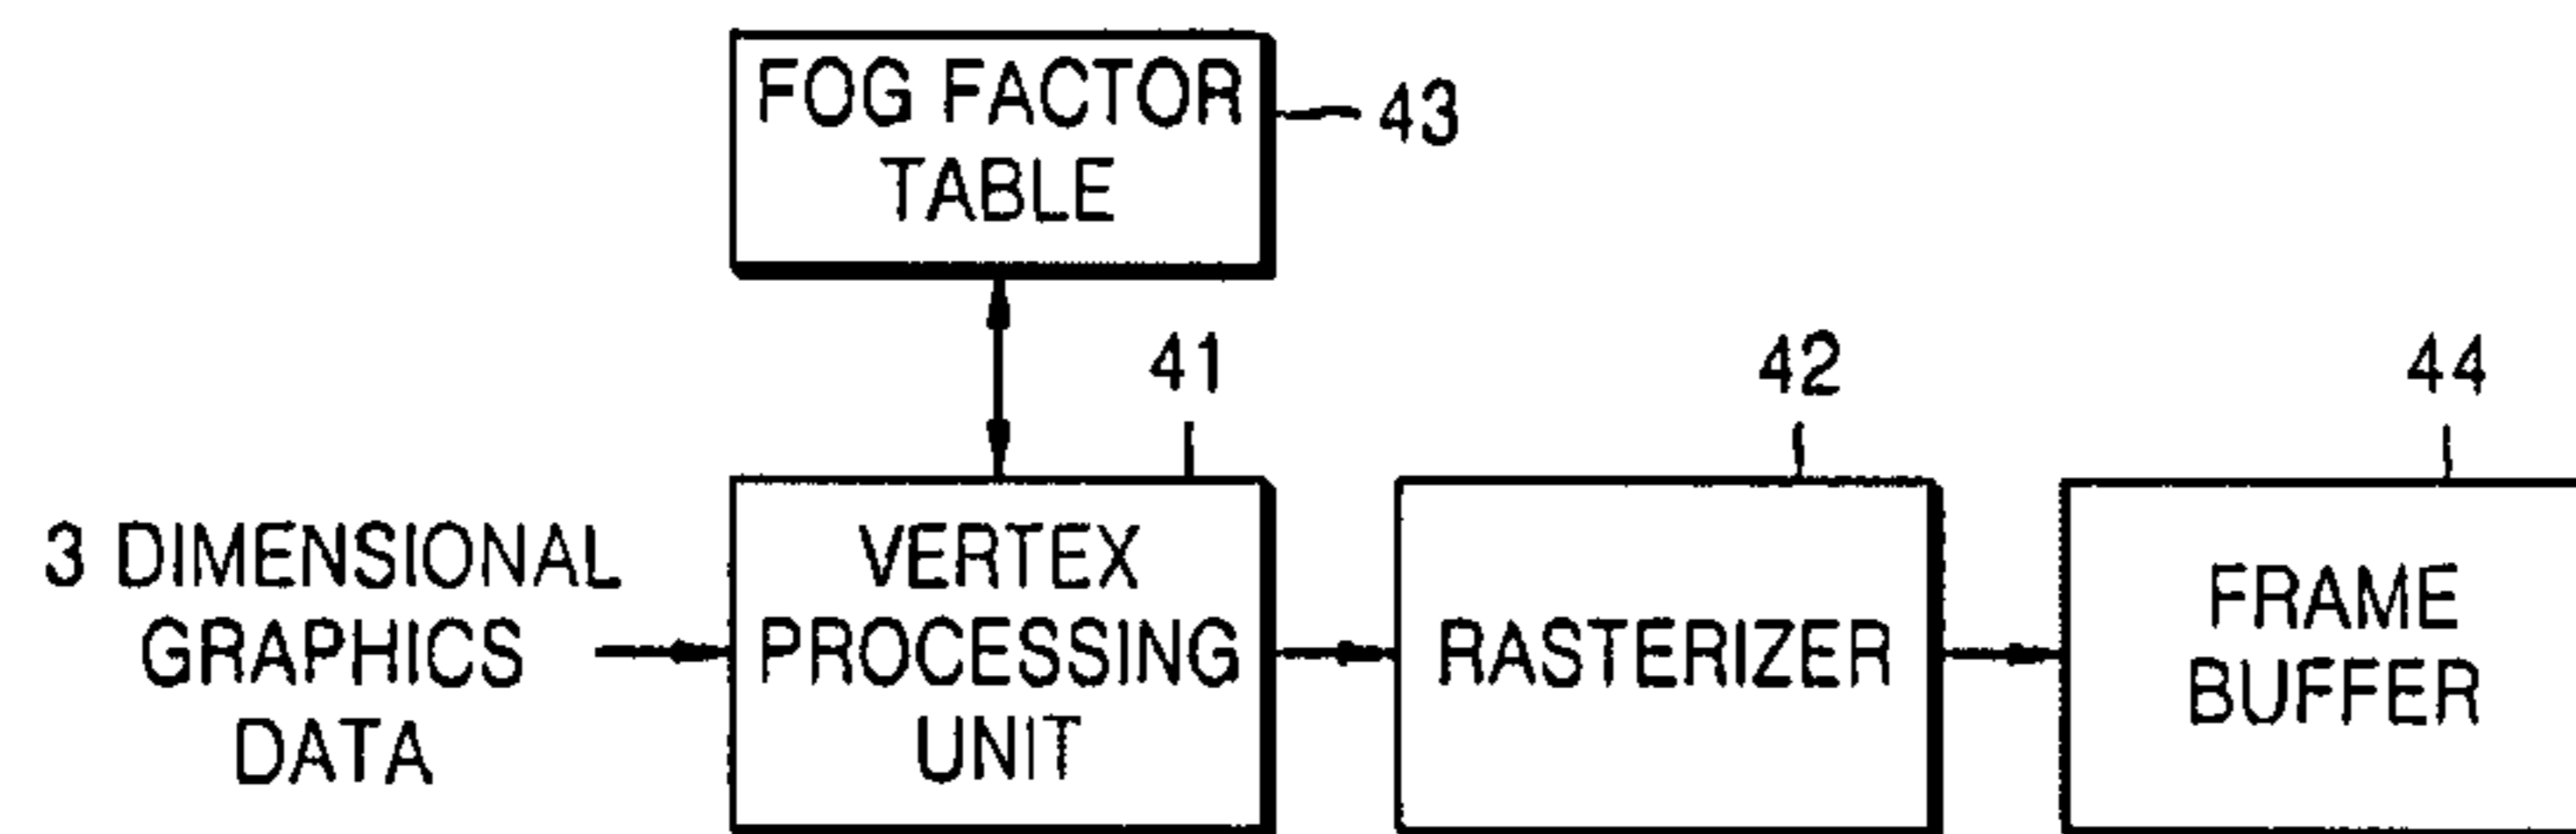 FOG FACTOR
TABLE
43
41
42
44
3 DIMENSIONAL
GRAPHICS
DATA
VERTEX
PROCESSING
UNIT
RASTERIZER
FRAME
BUFFER